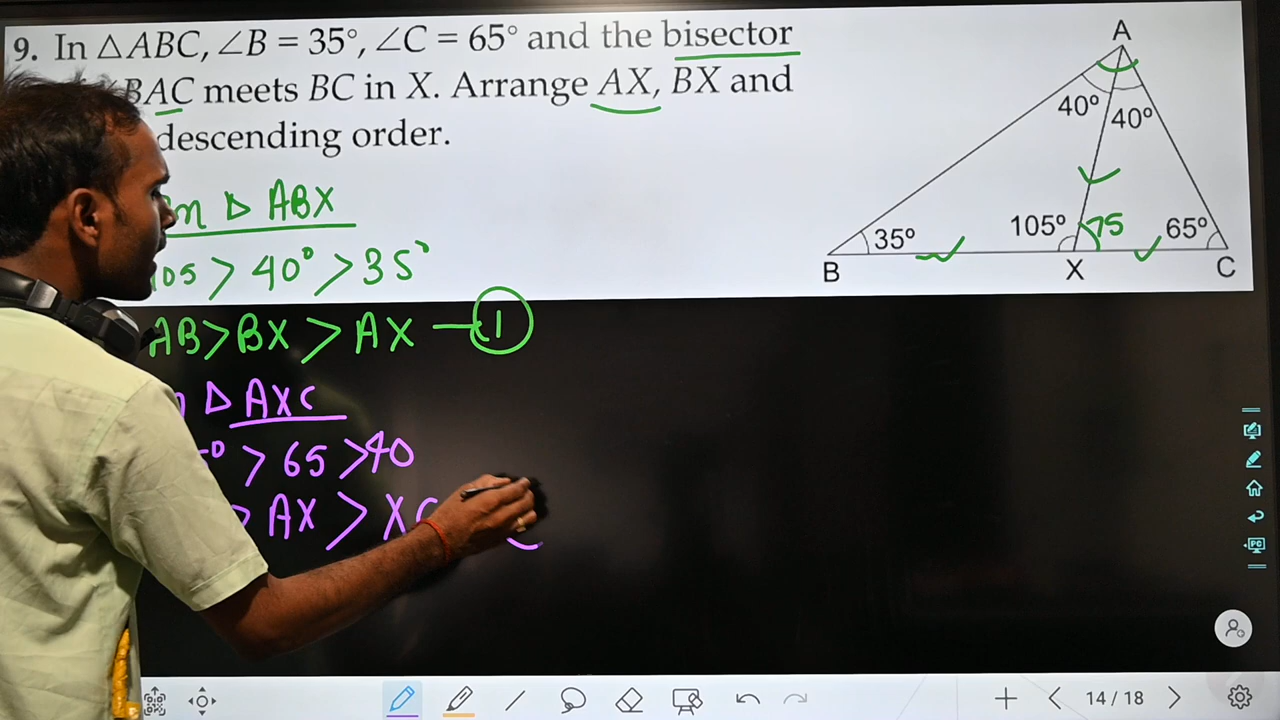 9. In △ABC, ∠B = 35°, ∠C = 65° and the bisector
BAC meets BC in X. Arrange AX, BX and
descending order.
A
40°
40°
35°
105°
75
65°
B
X
C
△ ABX
105 > 40° > 35°
AB > BX > AX — ①
△ AXC
> 65 > 40
> AX > XC
PC
14 / 18